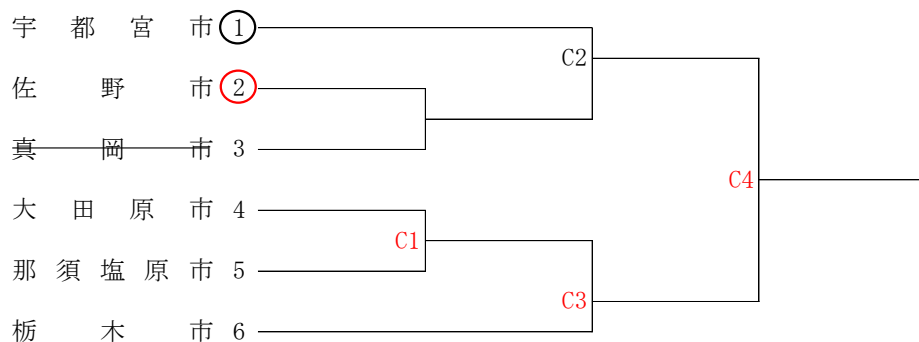 宇都宮市 ①
C2
佐野市 ②
真岡市 3
C4
大田原市 4
C1
那須塩原市 5
C3
栃木市 6